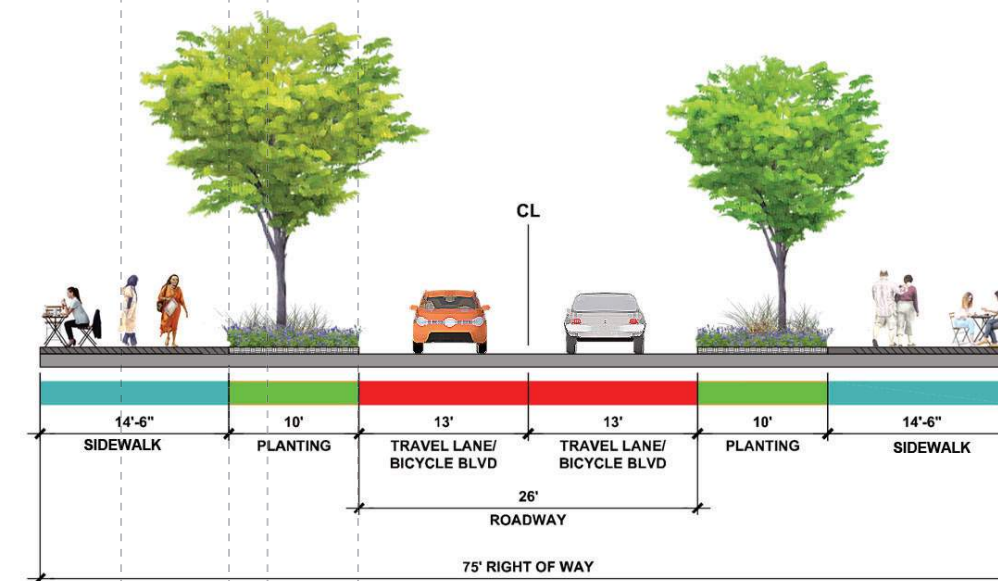 CL
14'-6"
10'
13'
13'
10'
14'-6"
SIDEWALK
PLANTING
TRAVEL LANE/
BICYCLE BLVD
TRAVEL LANE/
BICYCLE BLVD
PLANTING
SIDEWALK
26'
ROADWAY
75' RIGHT OF WAY